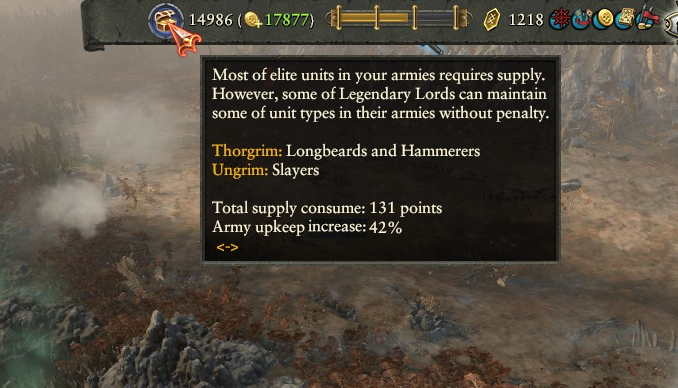 14986 (17877) 1218
Most of elite units in your armies requires supply.
However, some of Legendary Lords can maintain
some of unit types in their armies without penalty.
Thorgrim: Longbeards and Hammerers
Ungrim: Slayers
Total supply consume: 131 points
Army upkeep increase: 42%
<->